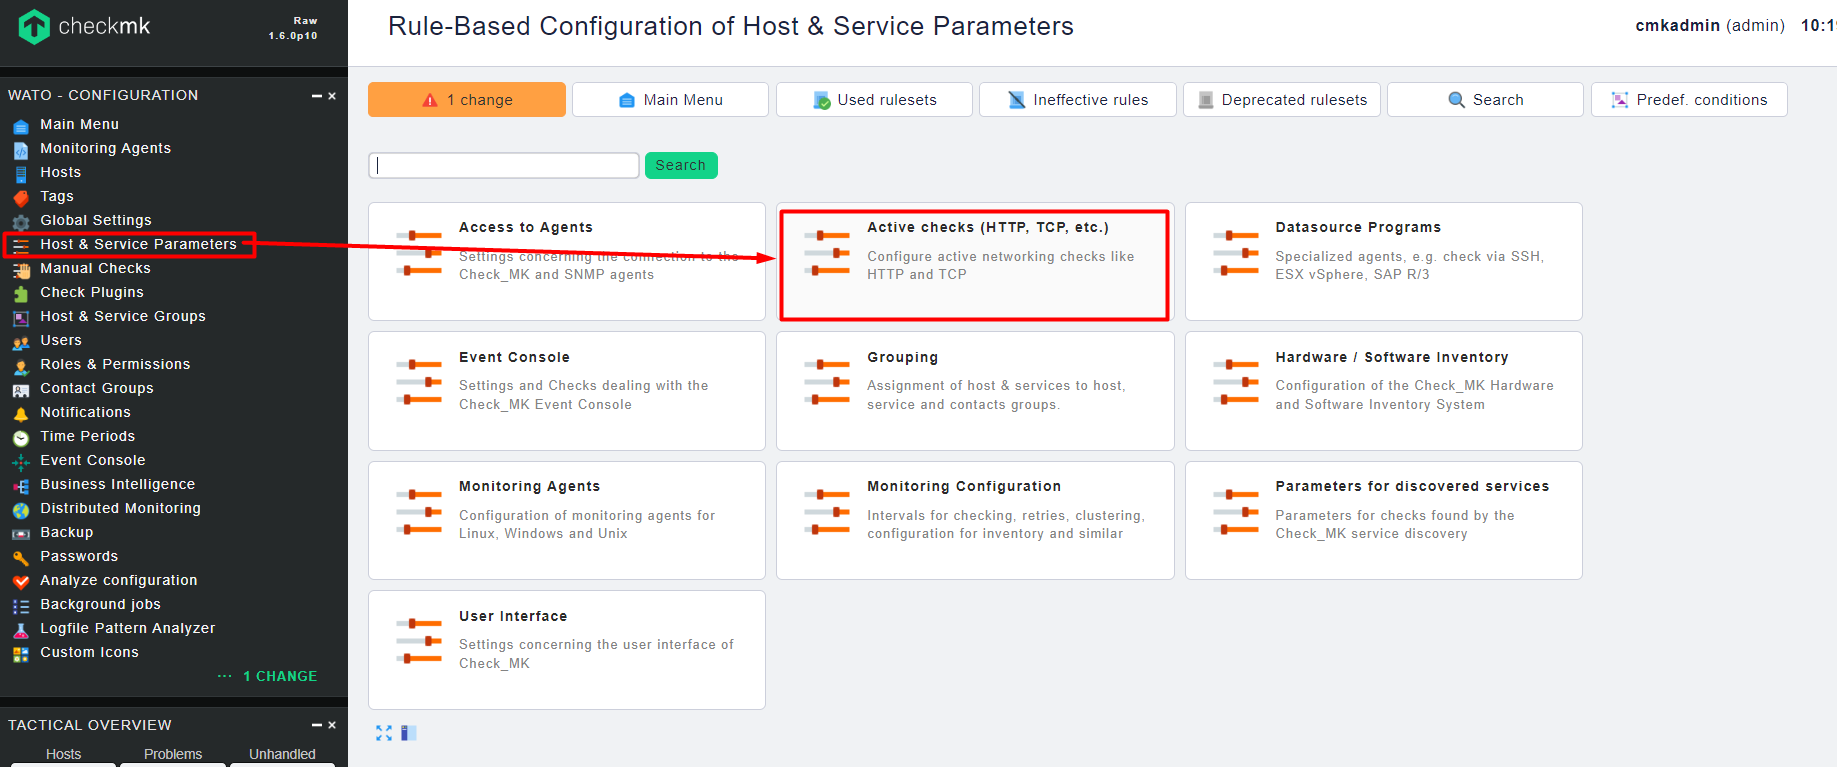 checkmk
Raw
1.6.0p10
Rule-Based Configuration of Host & Service Parameters
cmkadmin (admin) 10:19
WATO - CONFIGURATION
Main Menu
Monitoring Agents
Hosts
Tags
Global Settings
Host & Service Parameters
Manual Checks
Check Plugins
Host & Service Groups
Users
Roles & Permissions
Contact Groups
Notifications
Time Periods
Event Console
Business Intelligence
Distributed Monitoring
Backup
Passwords
Analyze configuration
Background jobs
Logfile Pattern Analyzer
Custom Icons
... 1 CHANGE
TACTICAL OVERVIEW
Hosts Problems Unhandled
1 change
Main Menu
Used rulesets
Ineffective rules
Deprecated rulesets
Search
Predef. conditions
Search
Access to Agents
Settings concerning the connection to the
Check_MK and SNMP agents
Active checks (HTTP, TCP, etc.)
Configure active networking checks like
HTTP and TCP
Datasource Programs
Specialized agents, e.g. check via SSH,
ESX vSphere, SAP R/3
Event Console
Settings and Checks dealing with the
Check_MK Event Console
Grouping
Assignment of host & services to host,
service and contacts groups.
Hardware / Software Inventory
Configuration of the Check_MK Hardware
and Software Inventory System
Monitoring Agents
Configuration of monitoring agents for
Linux, Windows and Unix
Monitoring Configuration
Intervals for checking, retries, clustering,
configuration for inventory and similar
Parameters for discovered services
Parameters for checks found by the
Check_MK service discovery
User Interface
Settings concerning the user interface of
Check_MK